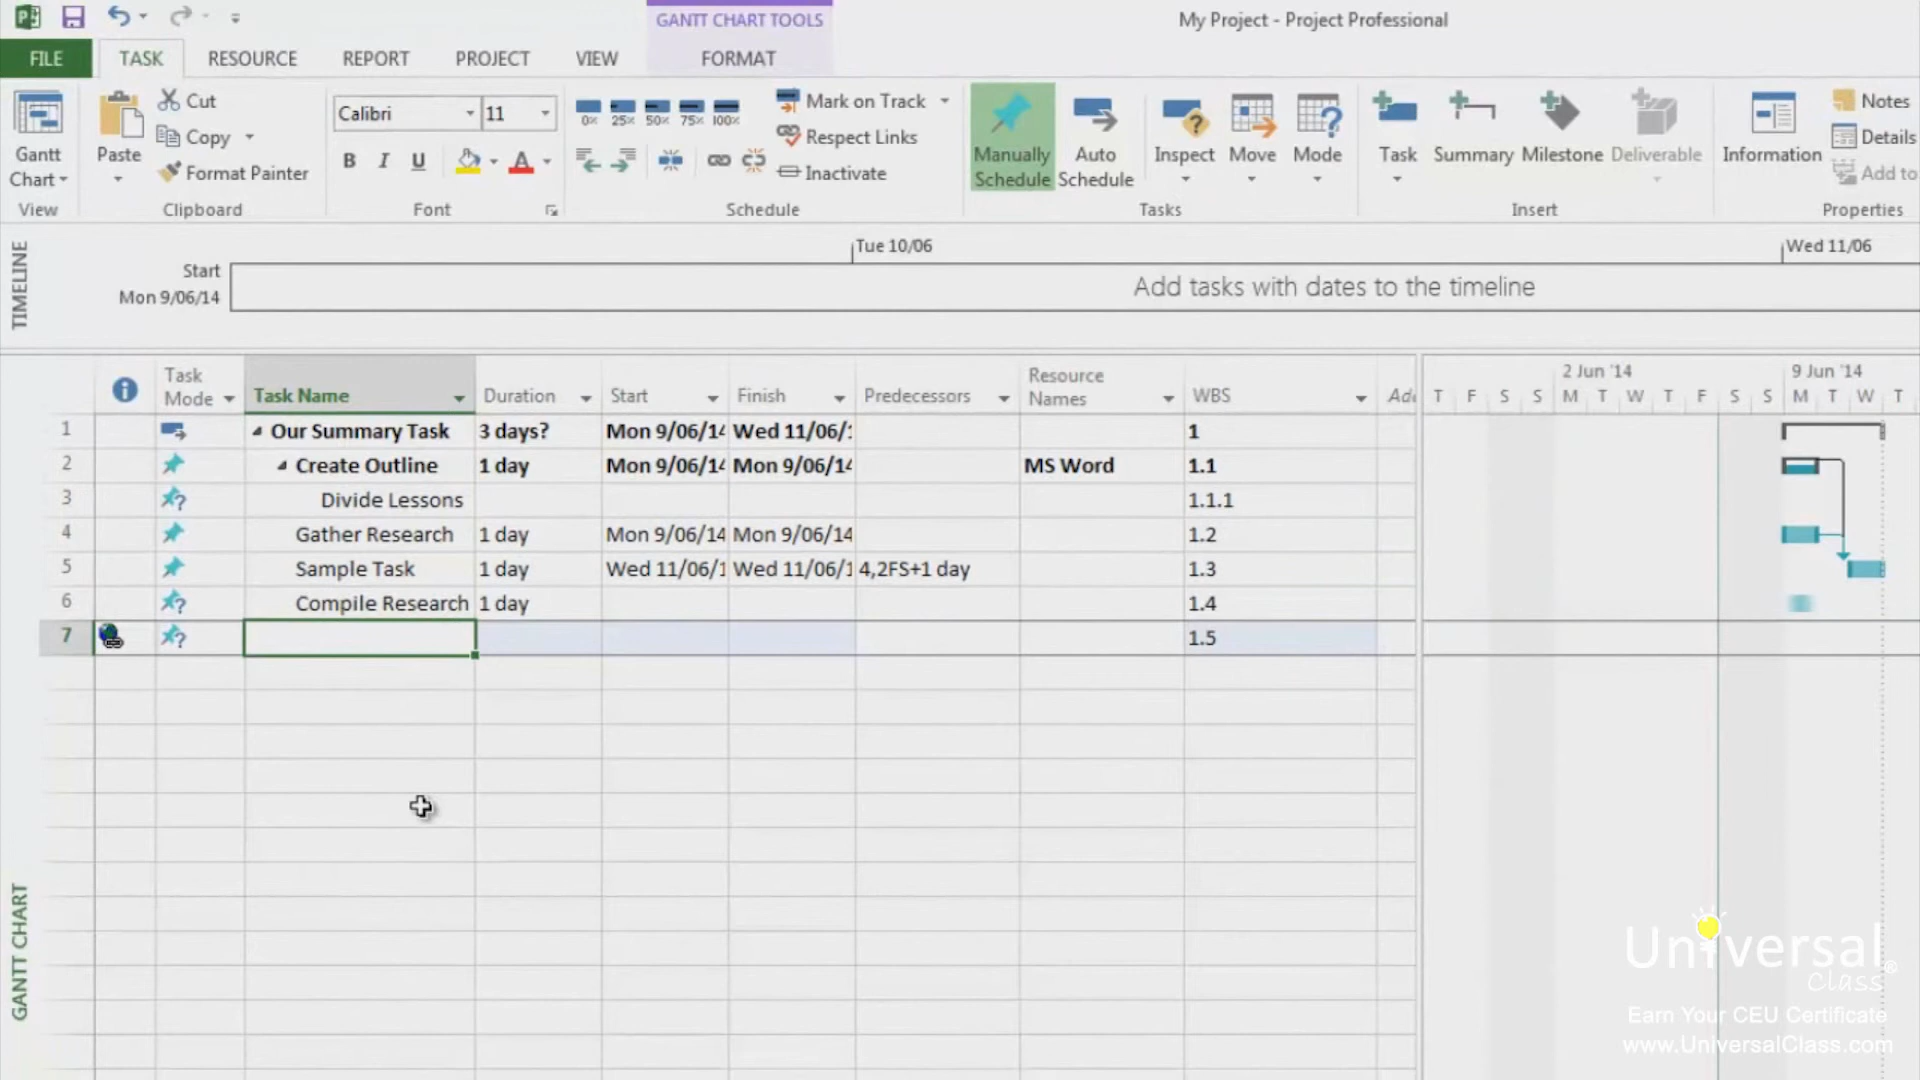 GANTT CHART TOOLS
My Project - Project Professional
FILE TASK RESOURCE REPORT PROJECT VIEW FORMAT
Gantt Chart
View
Paste
Cut
Copy
Format Painter
Clipboard
Calibri 11
B I U A
Font
0% 25% 50% 75% 100%
Mark on Track
Respect Links
Inactivate
Schedule
Manually Schedule
Auto Schedule
Inspect
Move
Mode
Tasks
Task
Summary
Milestone
Deliverable
Insert
Information
Notes
Details
Add to
Properties
TIMELINE
Tue 10/06 Wed 11/06
Start
Mon 9/06/14
Add tasks with dates to the timeline
Task Mode Task Name Duration Start Finish Predecessors Resource Names WBS
2 Jun '14 9 Jun '14
T F S S M T W T F S S M T W T
1 Our Summary Task 3 days? Mon 9/06/14 Wed 11/06/1 1
2 Create Outline 1 day Mon 9/06/14 Mon 9/06/14 MS Word 1.1
3 Divide Lessons 1.1.1
4 Gather Research 1 day Mon 9/06/14 Mon 9/06/14 1.2
5 Sample Task 1 day Wed 11/06/1 Wed 11/06/1 4,2FS+1 day 1.3
6 Compile Research 1 day 1.4
7 1.5
GANTT CHART
Universal
Class®
Earn Your CEU Certificate
www.UniversalClass.com